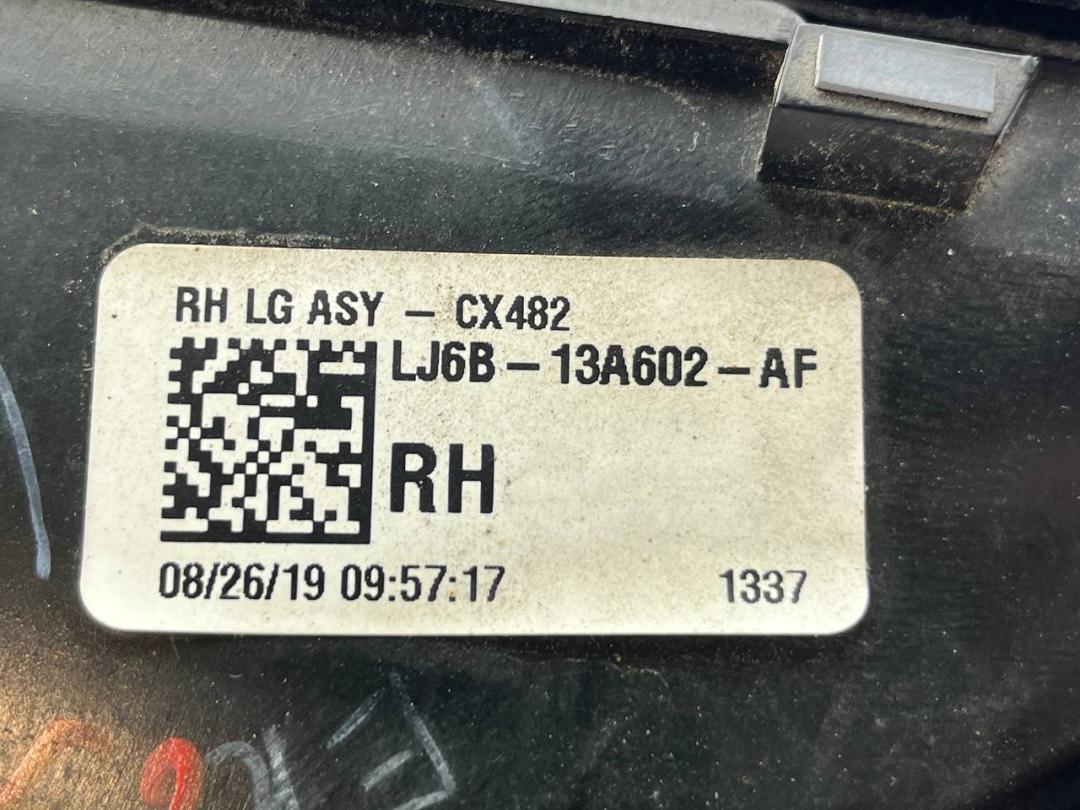 RH LG ASY – CX482
LJ6B – 13A602 – AF
RH
08/26/19 09:57:17 1337